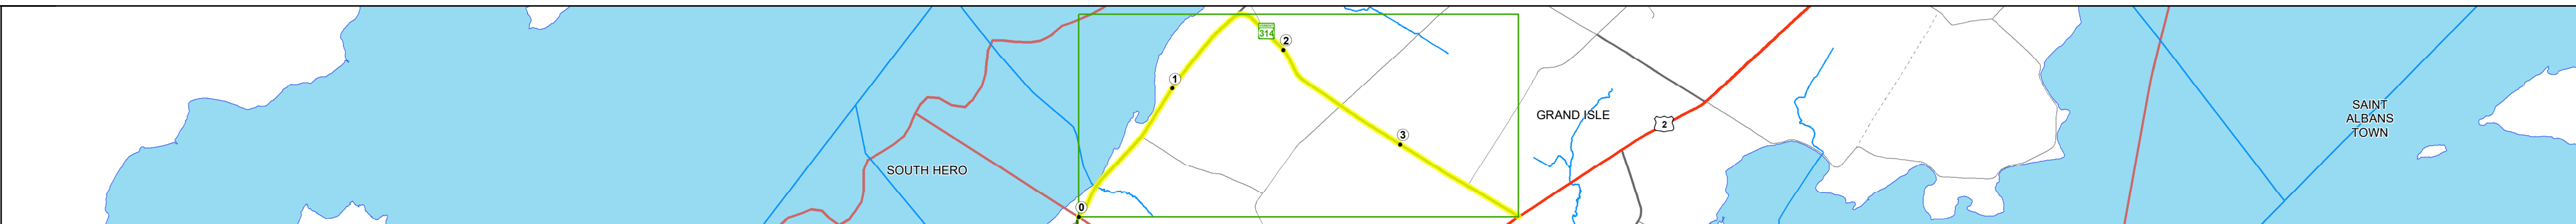 314
2
1
GRAND ISLE
2
3
SAINT
ALBANS
TOWN
SOUTH HERO
0